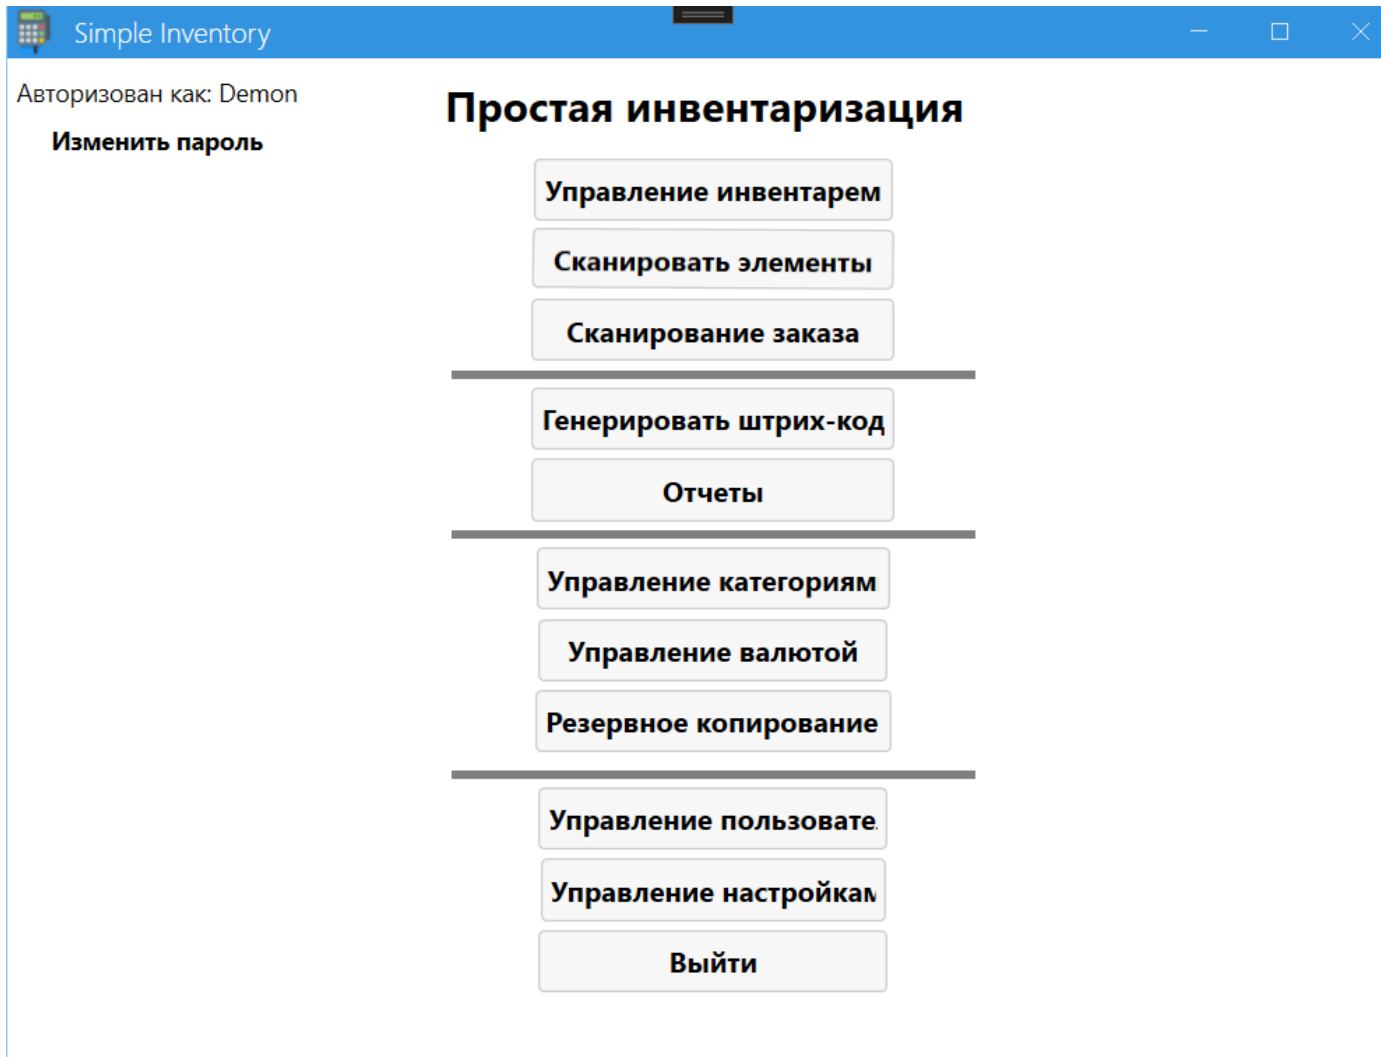 Simple Inventory
Авторизован как: Demon
Изменить пароль
Простая инвентаризация
Управление инвентарем
Сканировать элементы
Сканирование заказа
Генерировать штрих-код
Отчеты
Управление категориям
Управление валютой
Резервное копирование
Управление пользовате
Управление настройкам
Выйти